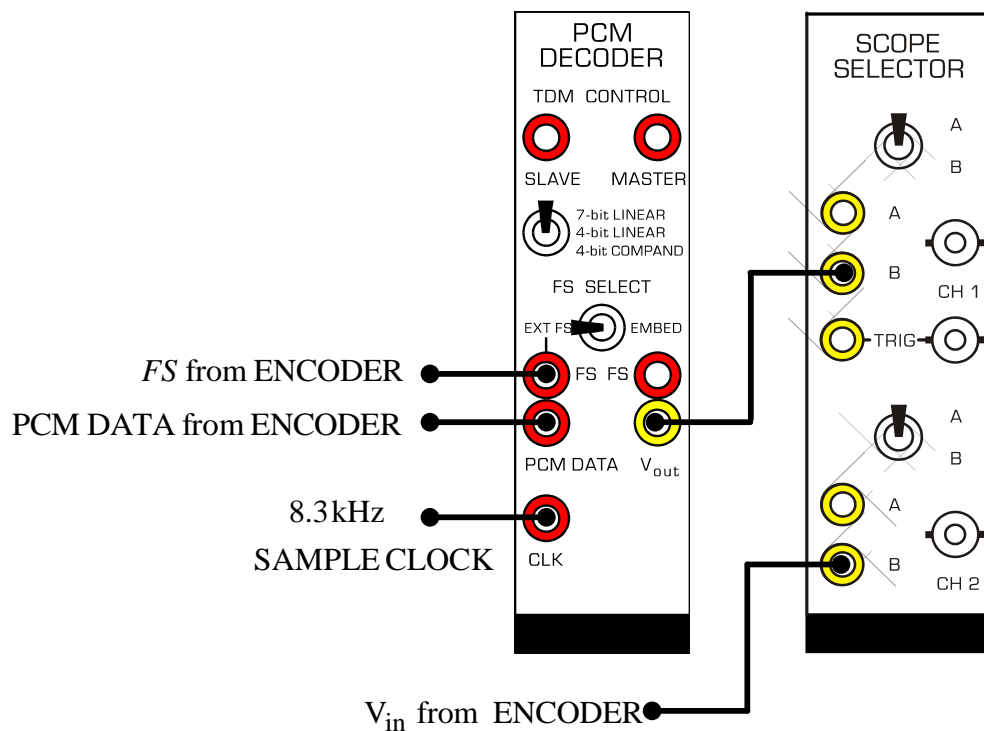 PCM
DECODER
TDM CONTROL
SLAVE MASTER
7-bit LINEAR
4-bit LINEAR
4-bit COMPAND
FS SELECT
EXT FS EMBED
FS FS
PCM DATA Vout
CLK
FS from ENCODER
PCM DATA from ENCODER
8.3kHz
SAMPLE CLOCK
Vin from ENCODER
SCOPE
SELECTOR
A
B
A
B
CH 1
TRIG
A
B
A
B
CH 2